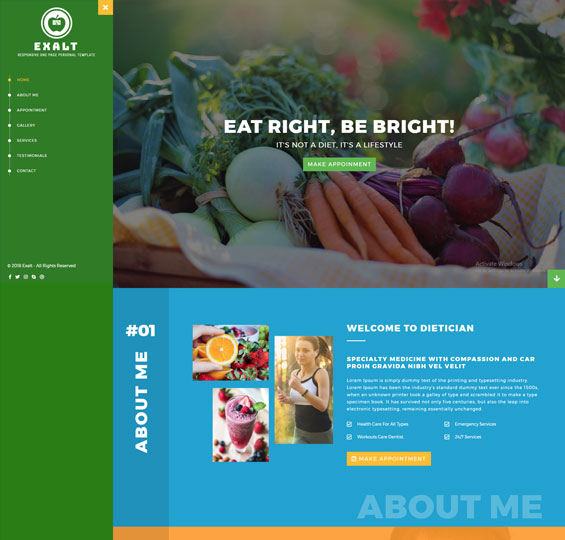 EXALT
RESPONSIVE ONE PAGE PERSONAL TEMPLATE
HOME
ABOUT ME
APPOINTMENT
GALLERY
SERVICES
TESTIMONIALS
CONTACT
© 2018 Exalt - All Rights Reserved
EAT RIGHT, BE BRIGHT!
IT'S NOT A DIET, IT'S A LIFESTYLE
MAKE APPOINMENT
Activate Windows
#01
ABOUT ME
WELCOME TO DIETICIAN
SPECIALTY MEDICINE WITH COMPASSION AND CAR
PROIN GRAVIDA NIBH VEL VELIT
Lorem Ipsum is simply dummy text of the printing and typesetting industry.
Lorem Ipsum has been the industry's standard dummy text ever since the 1500s,
when an unknown printer took a galley of type and scrambled it to make a type
specimen book. It has survived not only five centuries, but also the leap into
electronic typesetting, remaining essentially unchanged.
Health Care For All Types
Emergency Services
Workouts Care Dentist.
24/7 Services
MAKE APPOINTMENT
ABOUT ME